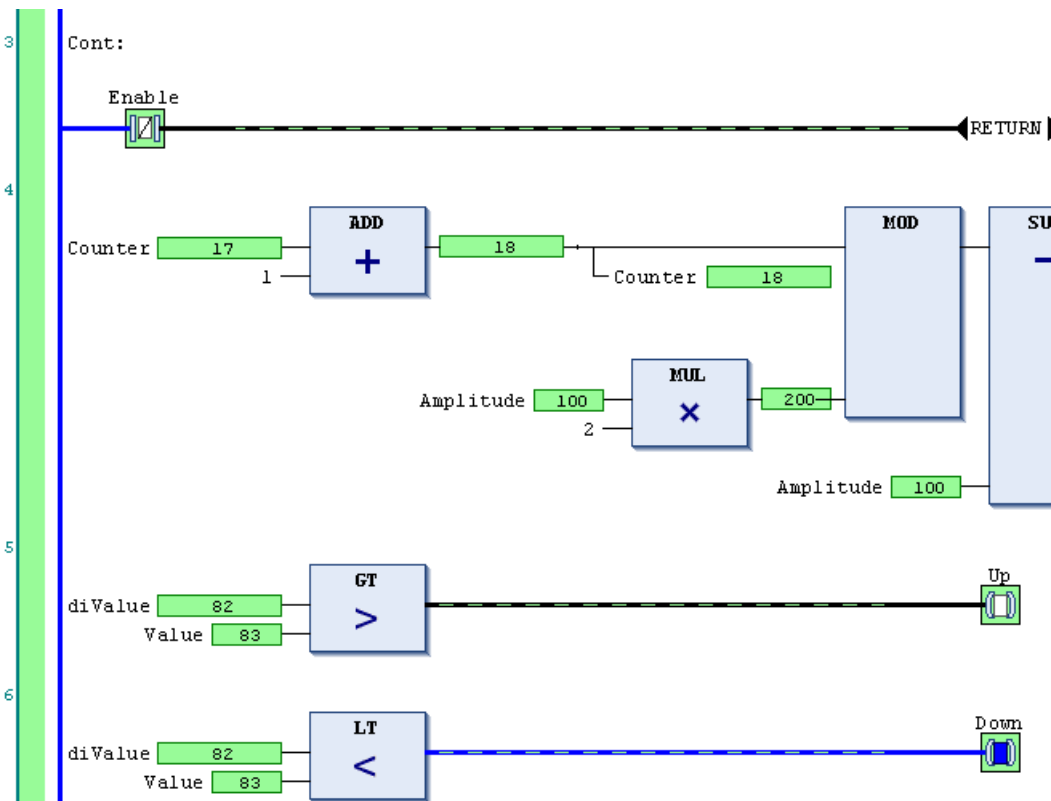 3
Cont:
Enable
RETURN
4
ADD
MOD
SU
Counter 17
+
18
−
1
Counter 18
MUL
Amplitude 100
×
200
2
Amplitude 100
5
GT
Up
diValue 82
>
Value 83
6
LT
Down
diValue 82
<
Value 83